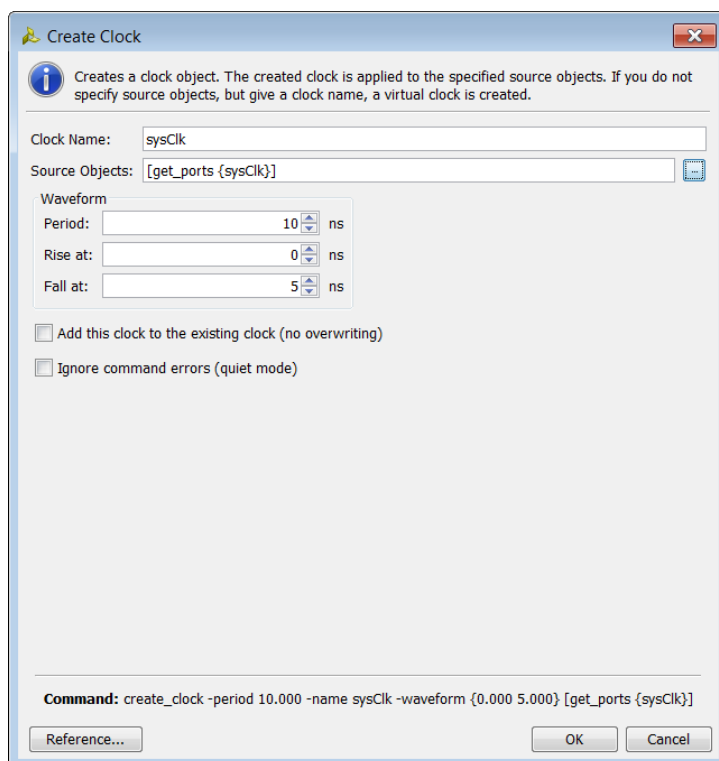 Create Clock
Creates a clock object. The created clock is applied to the specified source objects. If you do not
specify source objects, but give a clock name, a virtual clock is created.
Clock Name: sysClk
Source Objects: [get_ports {sysClk}] ...
Waveform
Period: 10 ns
Rise at: 0 ns
Fall at: 5 ns
Add this clock to the existing clock (no overwriting)
Ignore command errors (quiet mode)
Command: create_clock -period 10.000 -name sysClk -waveform {0.000 5.000} [get_ports {sysClk}]
Reference... OK Cancel